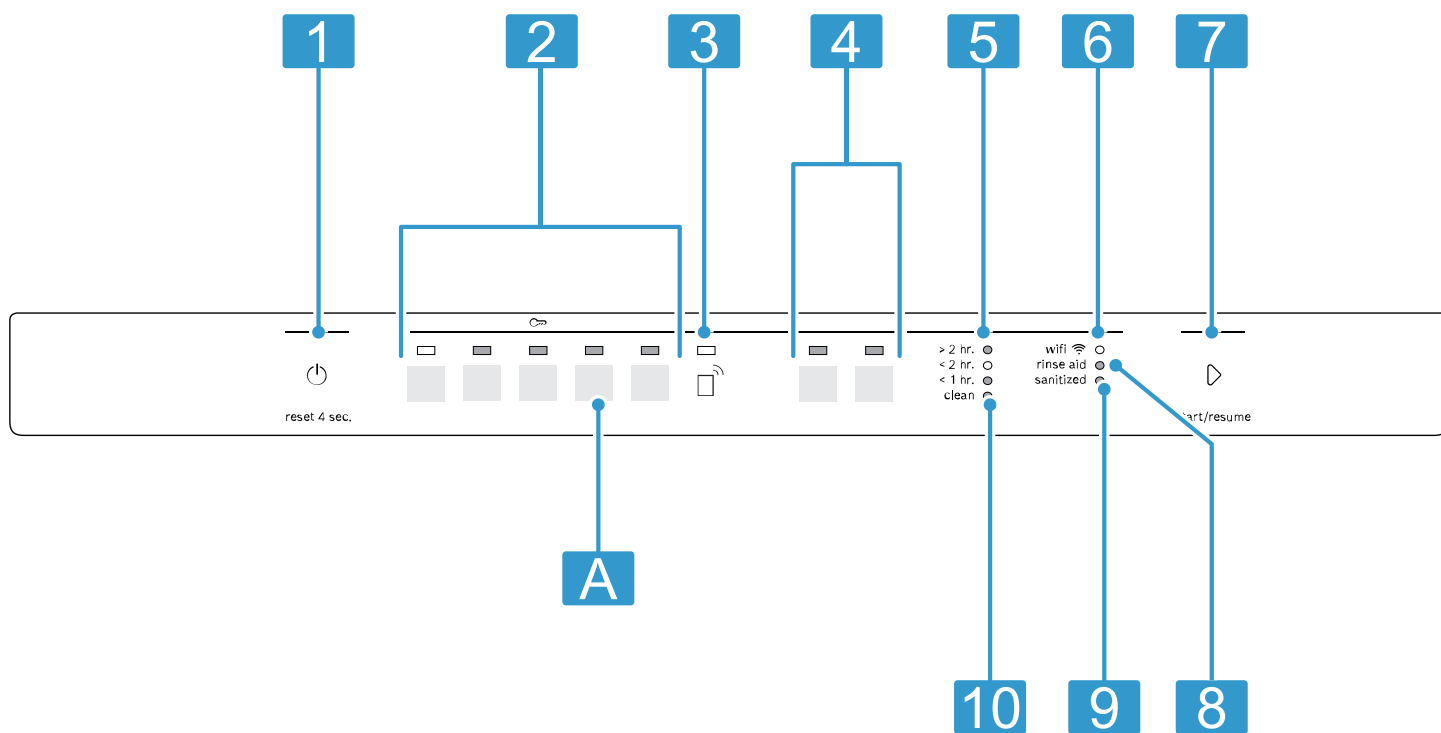 1 2 3 4 5 6 7
> 2 hr. wifi
< 2 hr. rinse aid
< 1 hr. sanitized
clean
reset 4 sec. art/resume
A
10 9 8